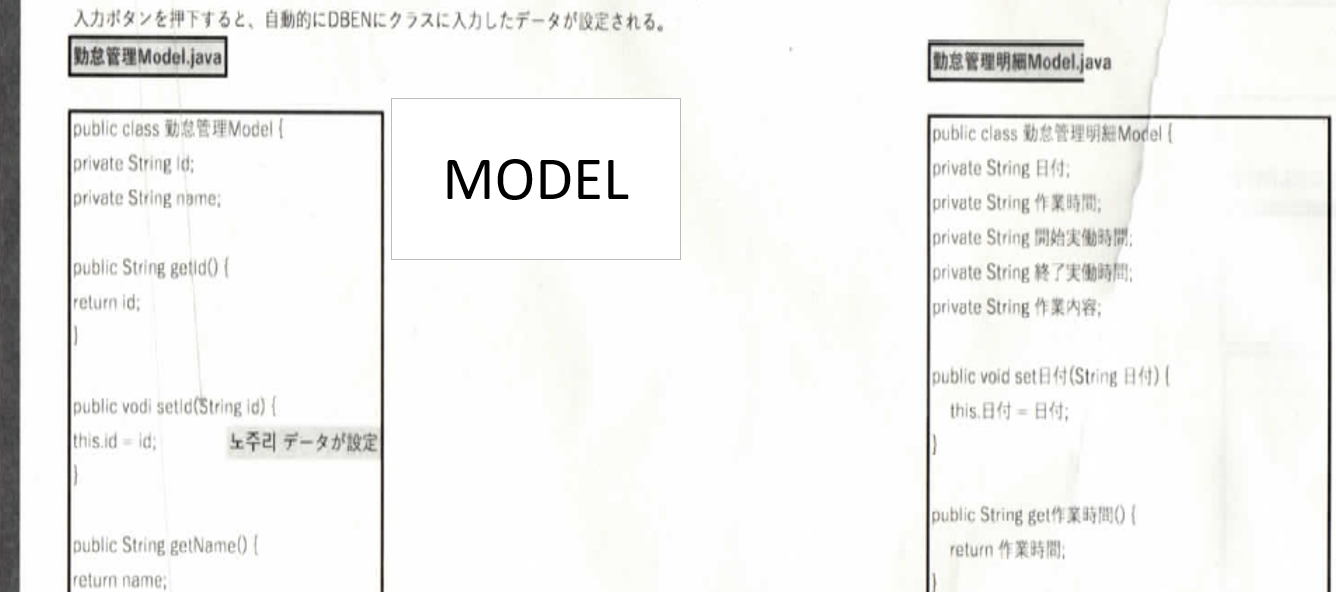 入力ボタンを押下すると、自動的にDBENにクラスに入力したデータが設定される。
勤怠管理Model.java
public class 勤怠管理Model {
private String Id;
private String name;
public String getId() {
return id;
}
public vodi setId(String id) {
this.id = id;
노주리 データが設定
}
public String getName() {
return name;
MODEL
勤怠管理明細Model.java
public class 勤怠管理明細Model {
private String 日付;
private String 作業時間;
private String 開始実働時間;
private String 終了実働時間;
private String 作業内容;
public void set日付(String 日付) {
this.日付 = 日付;
}
public String get作業時間() {
return 作業時間;
}